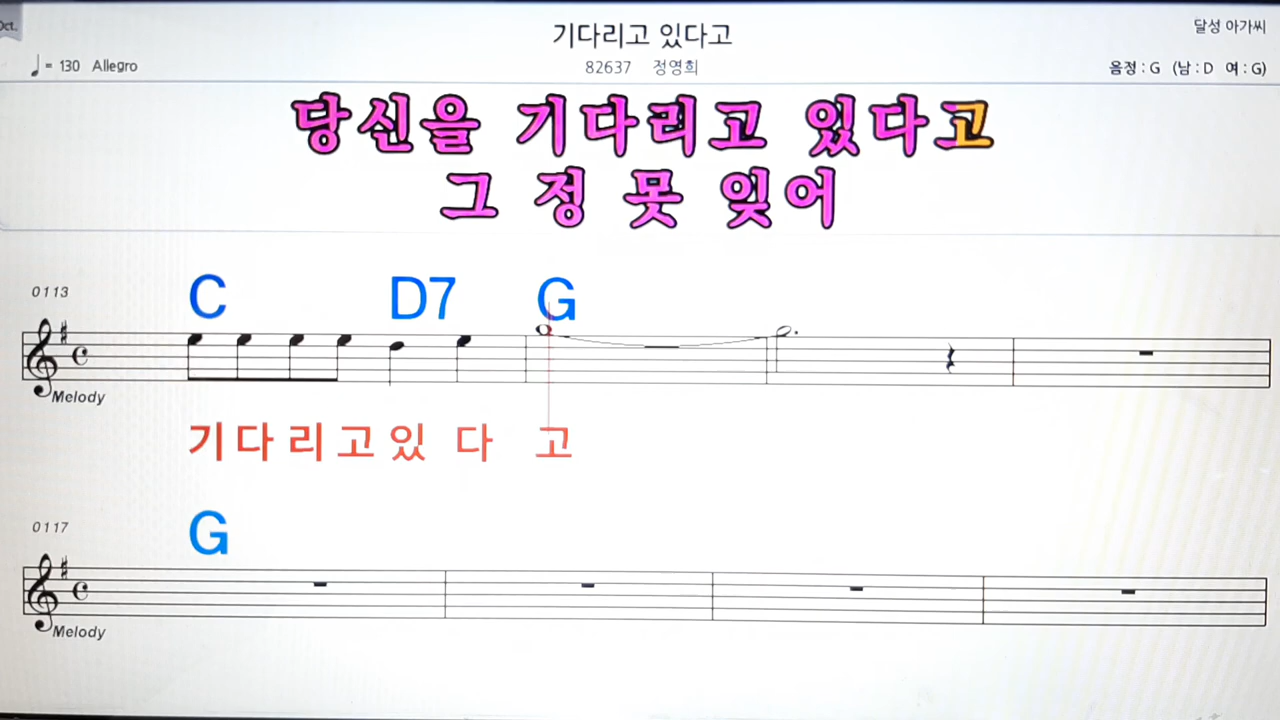 Oct.
기다리고 있다고
달성 아가씨
♩= 130 Allegro
82637 정영희
음정 : G (남 : D 여 : G)
당신을 기다리고 있다고
그 정 못 잊어
0113
C D7 G
Melody
기 다 리 고 있 다 고
0117
G
Melody